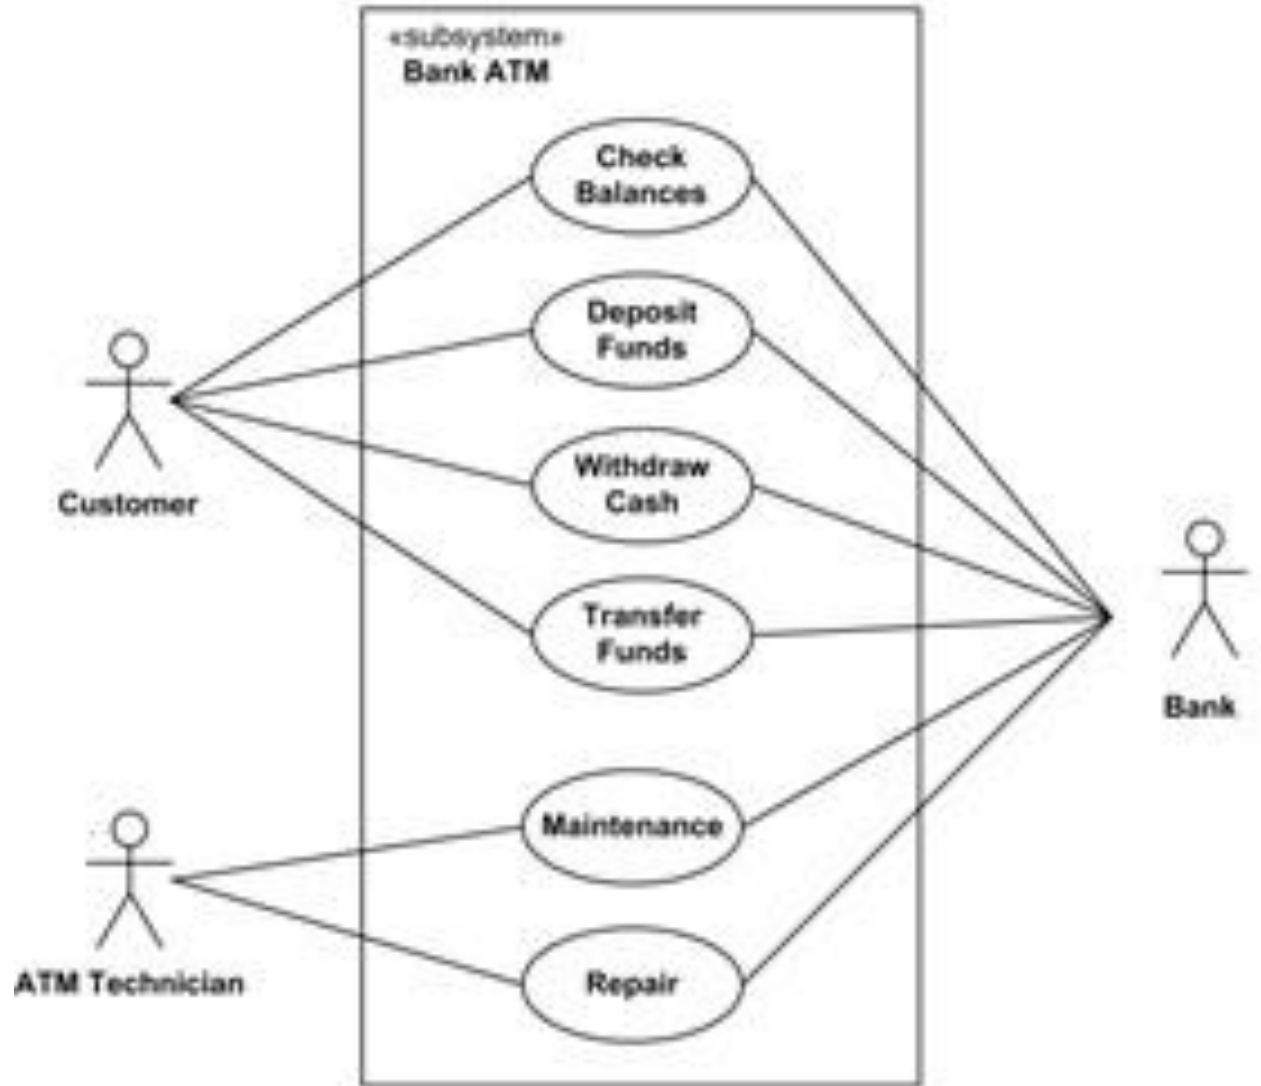 «subsystem»
Bank ATM
Check
Balances
Deposit
Funds
Withdraw
Cash
Customer
Transfer
Funds
Bank
Maintenance
ATM Technician
Repair